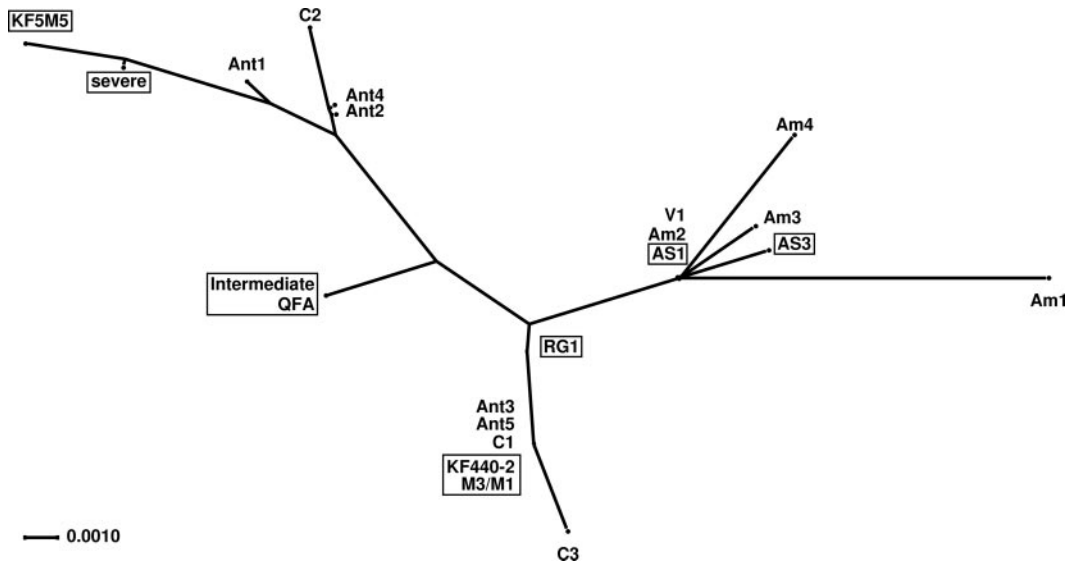 C2
KF5M5
severe
Ant1
Ant4
Ant2
Am4
V1
Am2
AS1
Am3
AS3
Am1
Intermediate
QFA
RG1
Ant3
Ant5
C1
KF440-2
M3/M1
0.0010
C3